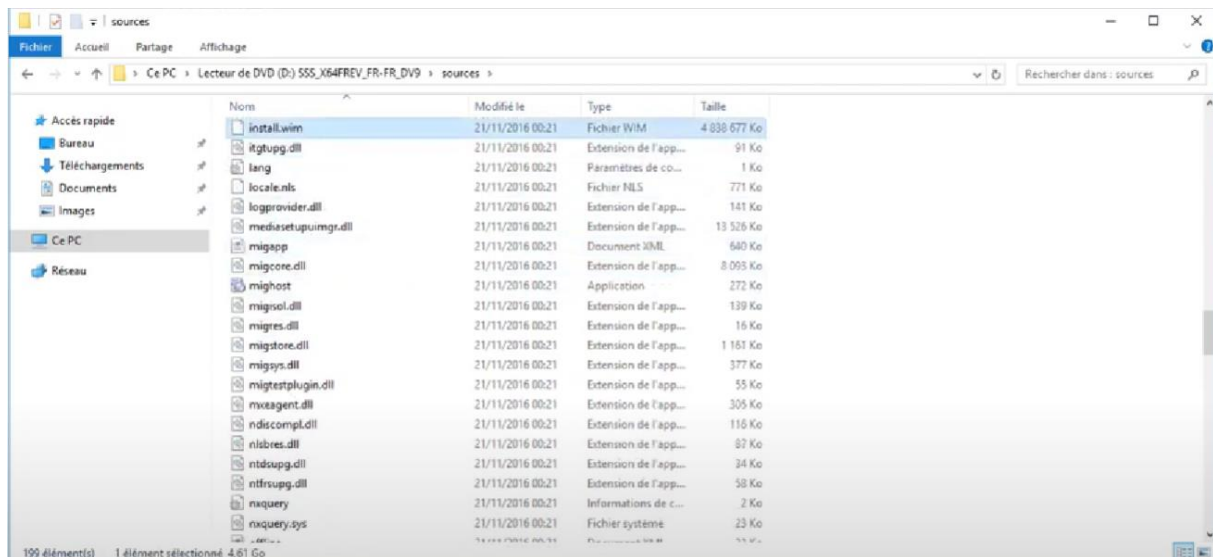 sources
Fichier Accueil Partage Affichage
Ce PC Lecteur de DVD (D:) SSS_X64FREV_FR-FR_DV9 sources Rechercher dans : sources
Accès rapide
Bureau
Téléchargements
Documents
Images
Ce PC
Réseau
Nom Modifié le Type Taille
install.wim 21/11/2016 00:21 Fichier WIM 4 838 677 Ko
itgtupg.dll 21/11/2016 00:21 Extension de l'app... 91 Ko
lang 21/11/2016 00:21 Paramètres de co... 1 Ko
locale.nls 21/11/2016 00:21 Fichier NLS 771 Ko
logprovider.dll 21/11/2016 00:21 Extension de l'app... 141 Ko
mediasetupuimgr.dll 21/11/2016 00:21 Extension de l'app... 13 526 Ko
migapp 21/11/2016 00:21 Document XML 640 Ko
migcore.dll 21/11/2016 00:21 Extension de l'app... 8 093 Ko
mighost 21/11/2016 00:21 Application 272 Ko
migisol.dll 21/11/2016 00:21 Extension de l'app... 139 Ko
migres.dll 21/11/2016 00:21 Extension de l'app... 16 Ko
migstore.dll 21/11/2016 00:21 Extension de l'app... 1 161 Ko
migsys.dll 21/11/2016 00:21 Extension de l'app... 377 Ko
migtestplugin.dll 21/11/2016 00:21 Extension de l'app... 55 Ko
mxeagent.dll 21/11/2016 00:21 Extension de l'app... 305 Ko
ndiscompl.dll 21/11/2016 00:21 Extension de l'app... 116 Ko
nlsbres.dll 21/11/2016 00:21 Extension de l'app... 87 Ko
ntdsupg.dll 21/11/2016 00:21 Extension de l'app... 34 Ko
ntfrsupg.dll 21/11/2016 00:21 Extension de l'app... 58 Ko
nxquery 21/11/2016 00:21 Informations de c... 2 Ko
nxquery.sys 21/11/2016 00:21 Fichier système 23 Ko
199 élément(s) 1 élément sélectionné 4,61 Go